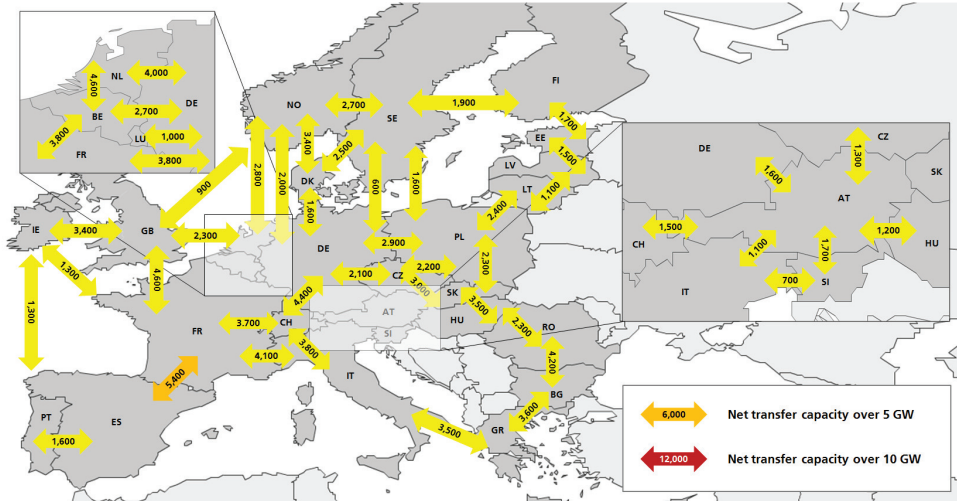 NL
4,000
4,600
DE
BE
2,700
3,800
LU
1,000
FR
3,800
FI
NO
2,700
SE
1,900
1,700
3,400
2,500
EE
1,500
LV
LT
1,100
2,400
900
2,800
2,000
DK
1,600
600
1,600
IE
3,400
GB
2,300
DE
2.900
PL
4,600
2,100
CZ
2,200
3,000
2,300
1,300
1,300
4,400
SK
3,500
HU
AT
SI
FR
3.700
CH
4,100
3,800
2,300
RO
4,200
IT
5,400
BG
3,600
PT
ES
1,600
3,500
GR
DE
CZ
1,300
1,600
SK
AT
CH
1,500
1,200
HU
1,100
1,700
IT
700
SI
6,000 Net transfer capacity over 5 GW
12,000 Net transfer capacity over 10 GW